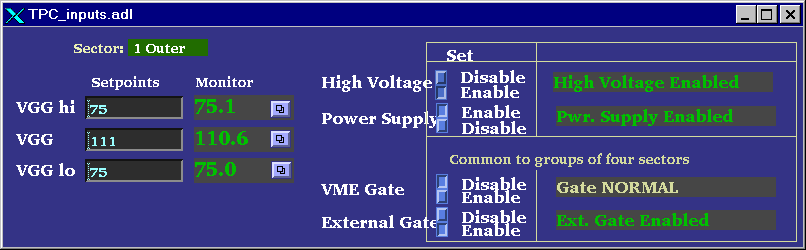 TPC_inputs.adl
Sector: 1 Outer
Set
Setpoints Monitor
High Voltage Disable High Voltage Enabled
Enable
VGG hi 75 75.1
Power Supply Enable Pwr. Supply Enabled
Disable
VGG 111 110.6
Common to groups of four sectors
VGG lo 75 75.0
VME Gate Disable Gate NORMAL
Enable
External Gate Disable Ext. Gate Enabled
Enable